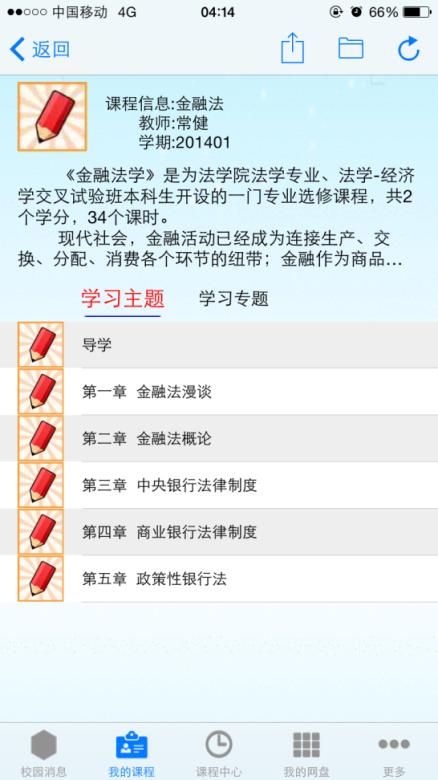 中国移动 4G 04:14 66%
返回
课程信息:金融法
教师:常健
学期:201401
《金融法学》是为法学院法学专业、法学-经济
学交叉试验班本科生开设的一门专业选修课程，共2
个学分，34个课时。
现代社会，金融活动已经成为连接生产、交
换、分配、消费各个环节的纽带；金融作为商品...
学习主题 学习专题
导学
第一章 金融法漫谈
第二章 金融法概论
第三章 中央银行法律制度
第四章 商业银行法律制度
第五章 政策性银行法
校园消息 我的课程 课程中心 我的网盘 更多